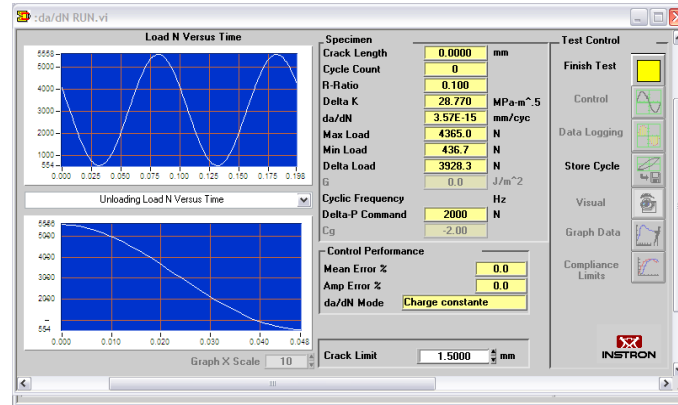 :da/dN RUN.vi
Load N Versus Time
5558
5000
4000
3000
2000
1000
554
0.000 0.025 0.050 0.075 0.100 0.125 0.150 0.175 0.198
Unloading Load N Versus Time
5000
4000
3000
2000
554
0.000 0.010 0.020 0.030 0.040 0.048
Graph X Scale 10
Specimen
Crack Length 0.0000 mm
Cycle Count 0
R-Ratio 0.100
Delta K 28.770 MPa-m^.5
da/dN 3.57E-15 mm/cyc
Max Load 4365.0 N
Min Load 436.7 N
Delta Load 3928.3 N
G 0.0 J/m^2
Cyclic Frequency Hz
Delta-P Command 2000 N
Cg -2.00
Control Performance
Mean Error % 0.0
Amp Error % 0.0
da/dN Mode Charge constante
Crack Limit 1.5000 mm
Test Control
Finish Test
Control
Data Logging
Store Cycle
Visual
Graph Data
Compliance
Limits
INSTRON